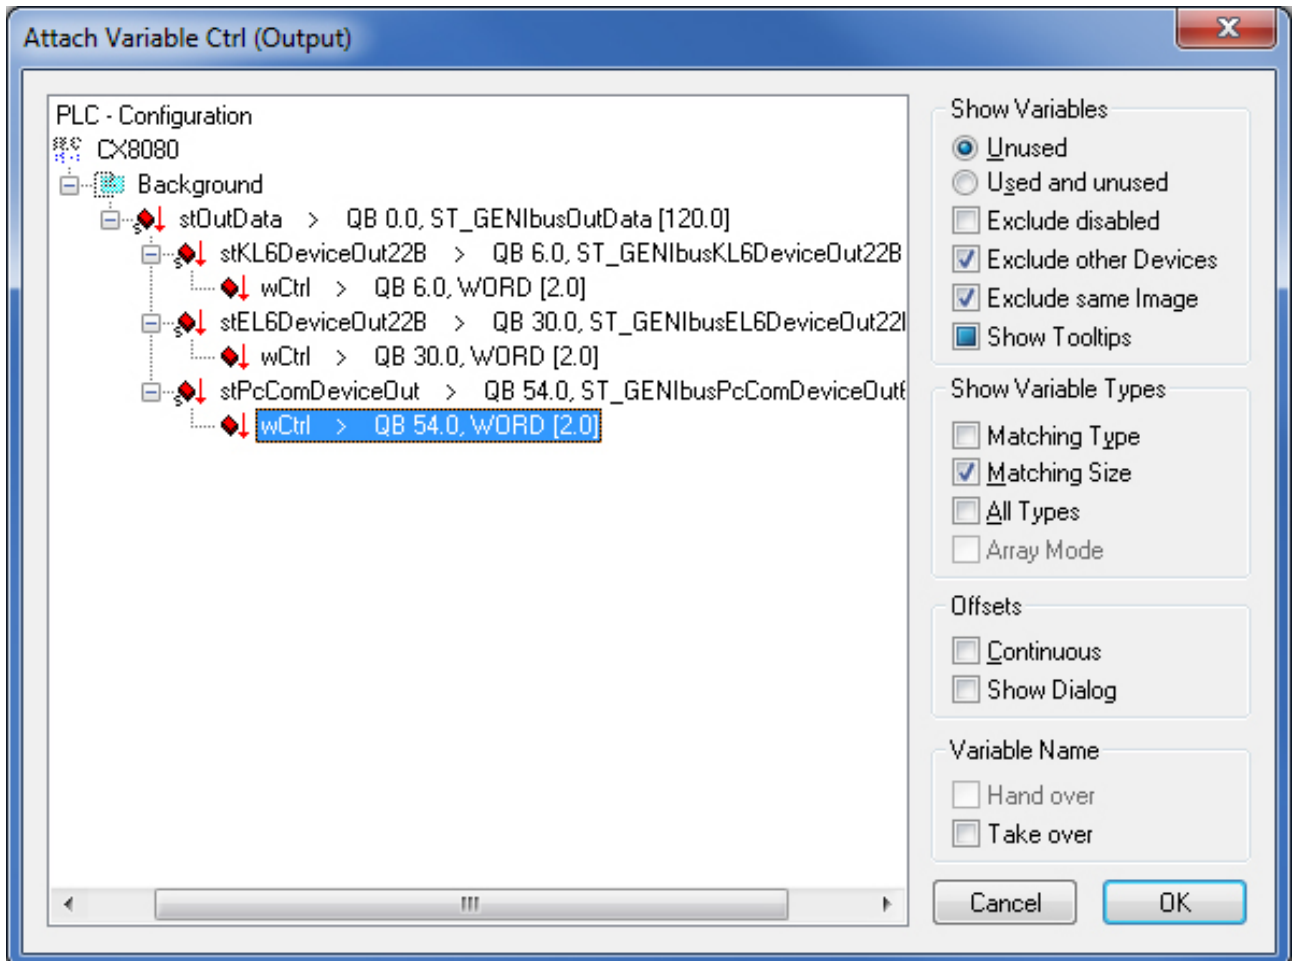 Attach Variable Ctrl (Output)
PLC - Configuration
CX8080
Background
stOutData > QB 0.0, ST_GENIbusOutData [120.0]
stKL6DeviceOut22B > QB 6.0, ST_GENIbusKL6DeviceOut22B
wCtrl > QB 6.0, WORD [2.0]
stEL6DeviceOut22B > QB 30.0, ST_GENIbusEL6DeviceOut22
wCtrl > QB 30.0, WORD [2.0]
stPcComDeviceOut > QB 54.0, ST_GENIbusPcComDeviceOut
wCtrl > QB 54.0, WORD [2.0]
Show Variables
Unused
Used and unused
Exclude disabled
Exclude other Devices
Exclude same Image
Show Tooltips
Show Variable Types
Matching Type
Matching Size
All Types
Array Mode
Offsets
Continuous
Show Dialog
Variable Name
Hand over
Take over
Cancel
OK